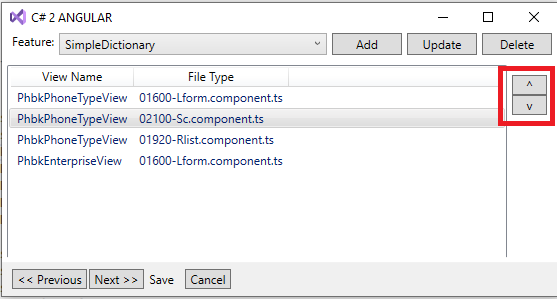 C# 2 ANGULAR
Feature: SimpleDictionary Add Update Delete
View Name File Type
PhbkPhoneTypeView 01600-Lform.component.ts
PhbkPhoneTypeView 02100-Sc.component.ts
PhbkPhoneTypeView 01920-Rlist.component.ts
PhbkEnterpriseView 01600-Lform.component.ts
^
v
<< Previous Next >> Save Cancel